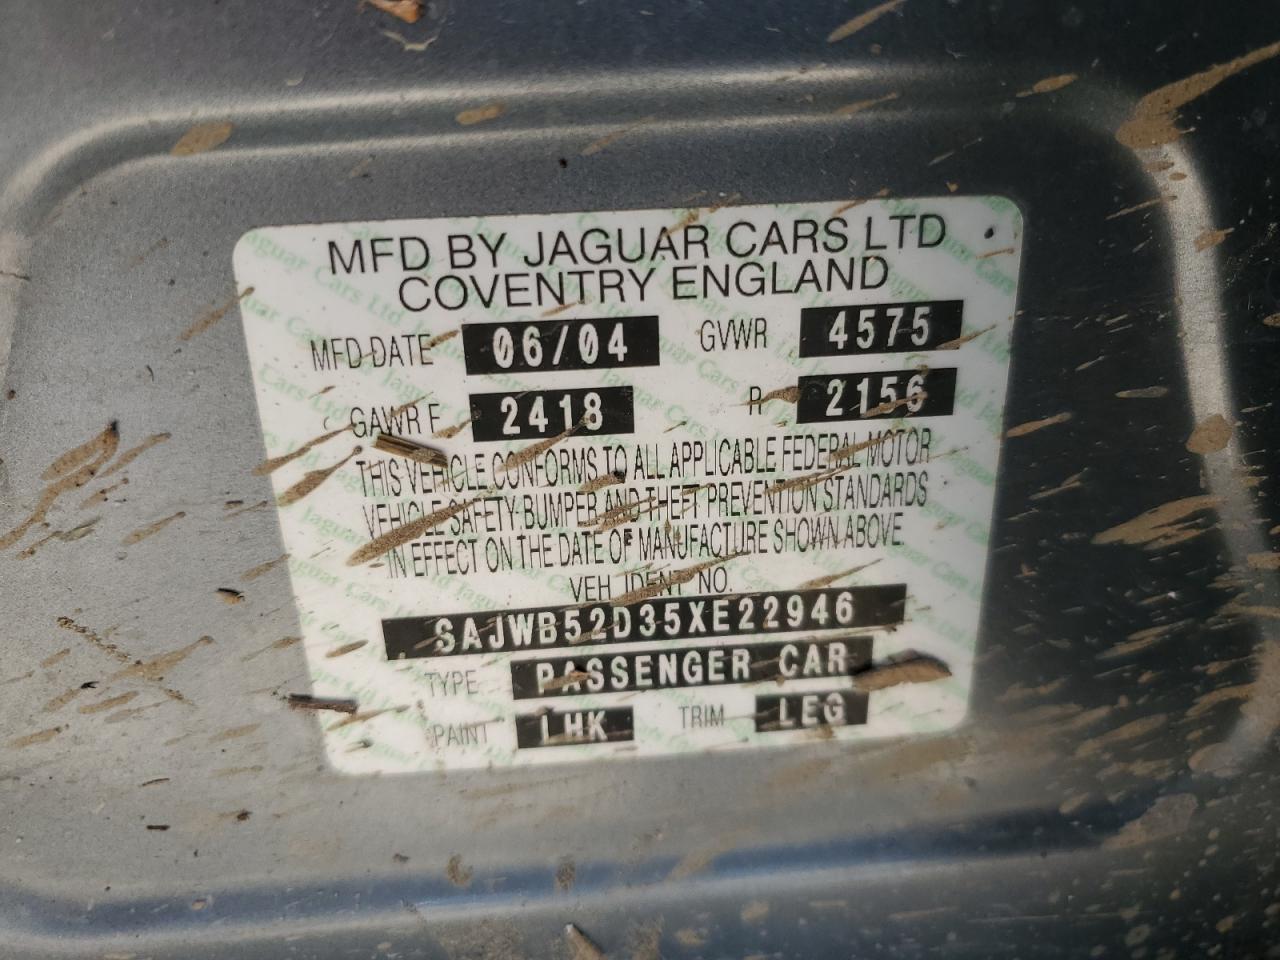 MFD BY JAGUAR CARS LTD
COVENTRY ENGLAND
MFD DATE 06/04 GVWR 4575
GAWR F 2418 R 2156
THIS VEHICLE CONFORMS TO ALL APPLICABLE FEDERAL MOTOR
VEHICLE SAFETY BUMPER AND THEFT PREVENTION STANDARDS
IN EFFECT ON THE DATE OF MANUFACTURE SHOWN ABOVE
VEH IDENT NO.
SAJWB52D35XE22946
TYPE PASSENGER CAR
PAINT LHK TRIM LEG